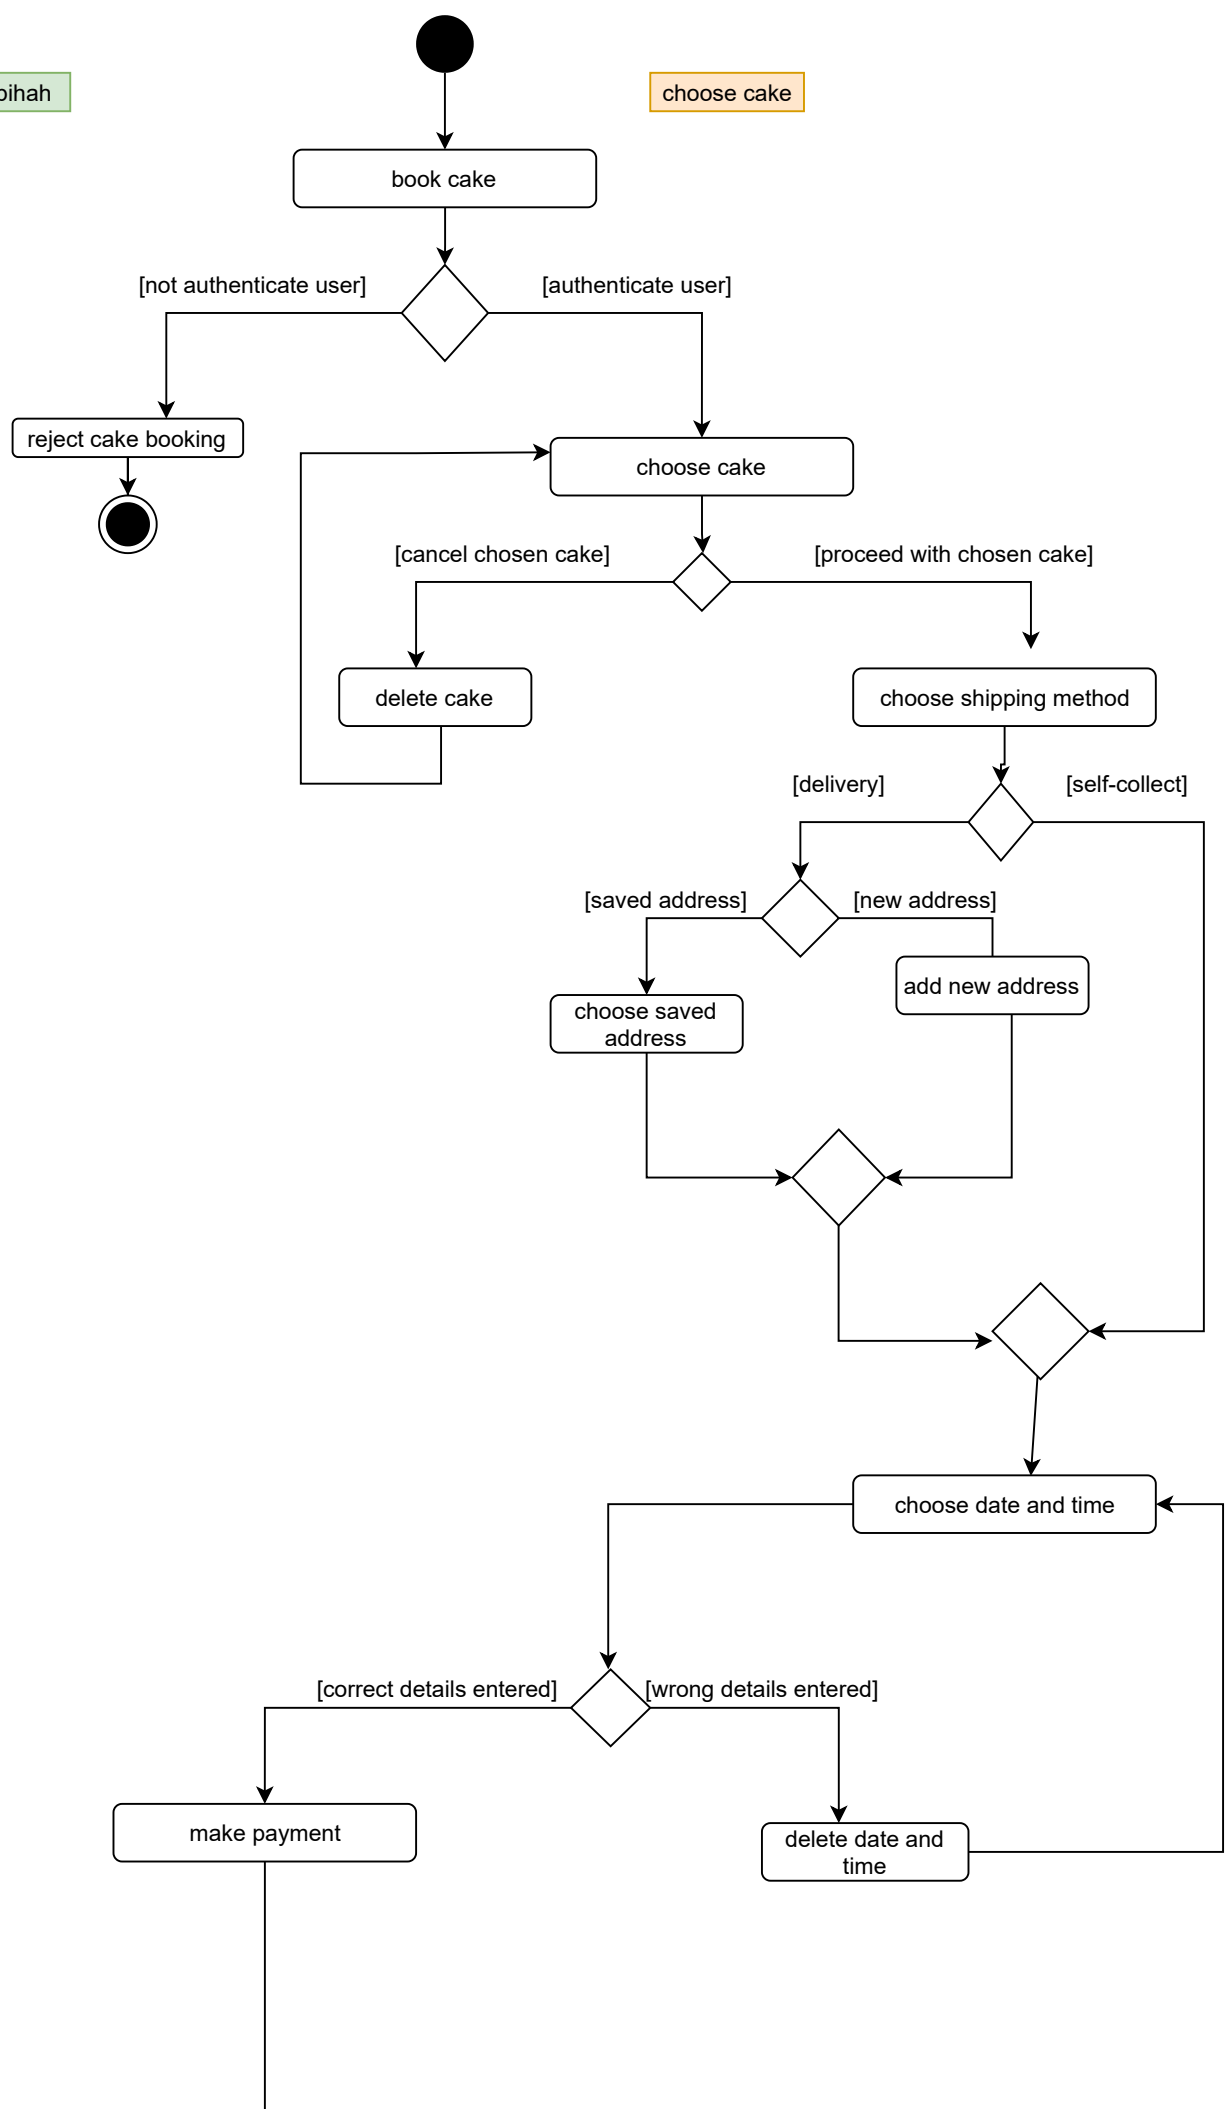 choose cake
book cake
[not authenticate user]
[authenticate user]
reject cake booking
choose cake
[cancel chosen cake]
[proceed with chosen cake]
delete cake
choose shipping method
[delivery]
[self-collect]
[saved address]
[new address]
add new address
choose saved
address
choose date and time
[correct details entered]
[wrong details entered]
make payment
delete date and
time